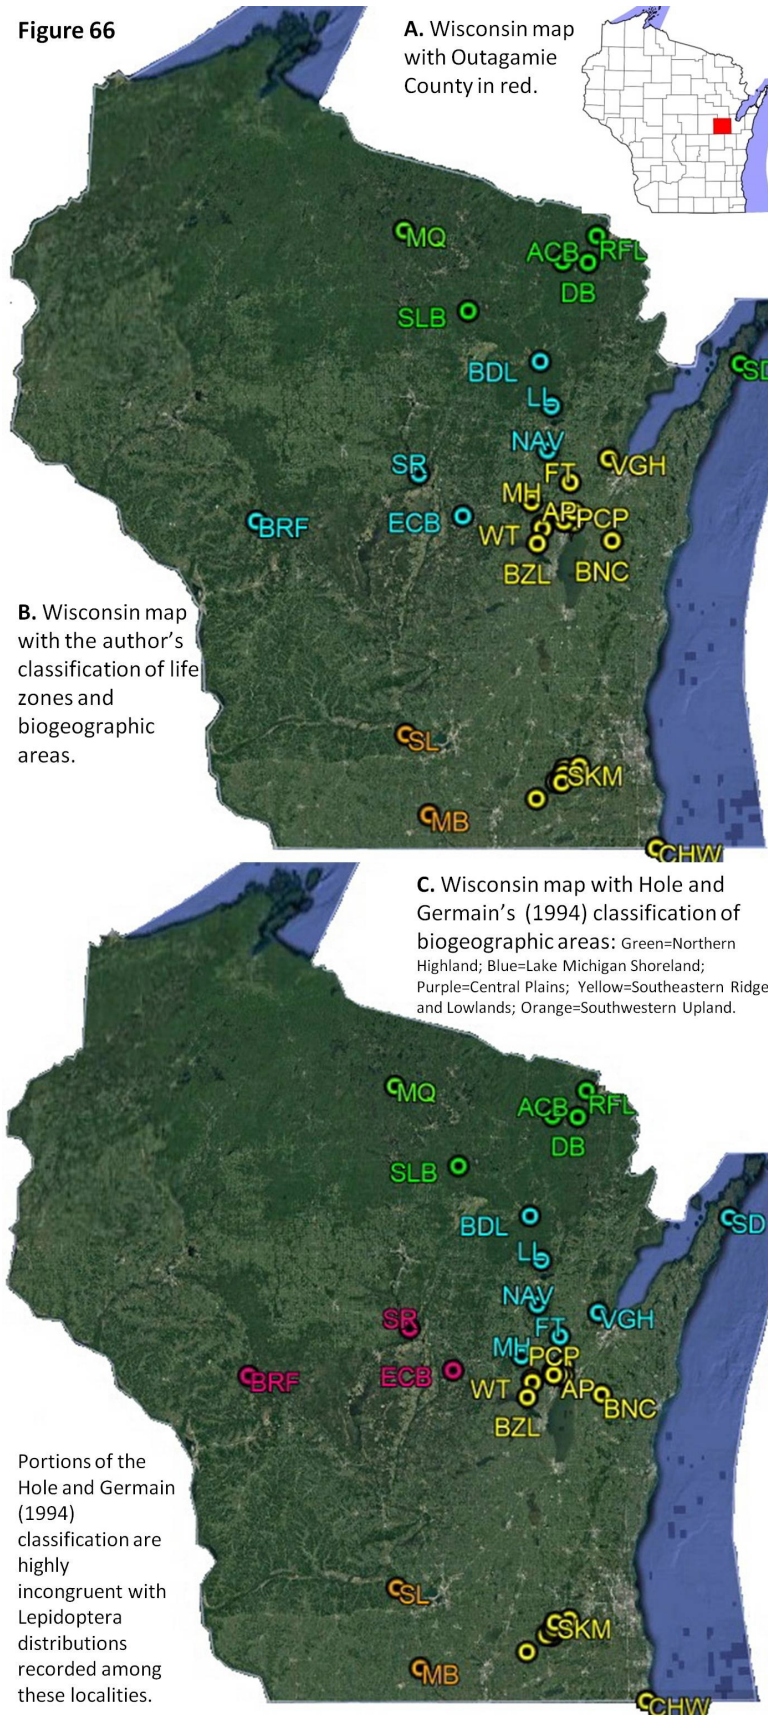 Figure 66
A. Wisconsin map
with Outagamie
County in red.
MQ
ACB
RFL
DB
SLB
SD
BDL
LL
NAV
SR
FT
VGH
MH
AP
PCP
BRF
ECB
WT
BZL
BNC
B. Wisconsin map
with the author's
classification of life
zones and
biogeographic
areas.
SL
SKM
MB
CHW
C. Wisconsin map with Hole and
Germain's (1994) classification of
biogeographic areas: Green=Northern
Highland; Blue=Lake Michigan Shoreland;
Purple=Central Plains; Yellow=Southeastern Ridge
and Lowlands; Orange=Southwestern Upland.
MQ
ACB
RFL
DB
SLB
BDL
SD
LL
NAV
SR
FT
VGH
MH
PCP
BRF
ECB
WT
AP
BNC
BZL
Portions of the
Hole and Germain
(1994)
classification are
highly
incongruent with
Lepidoptera
distributions
recorded among
these localities.
SL
SKM
MB
CHW